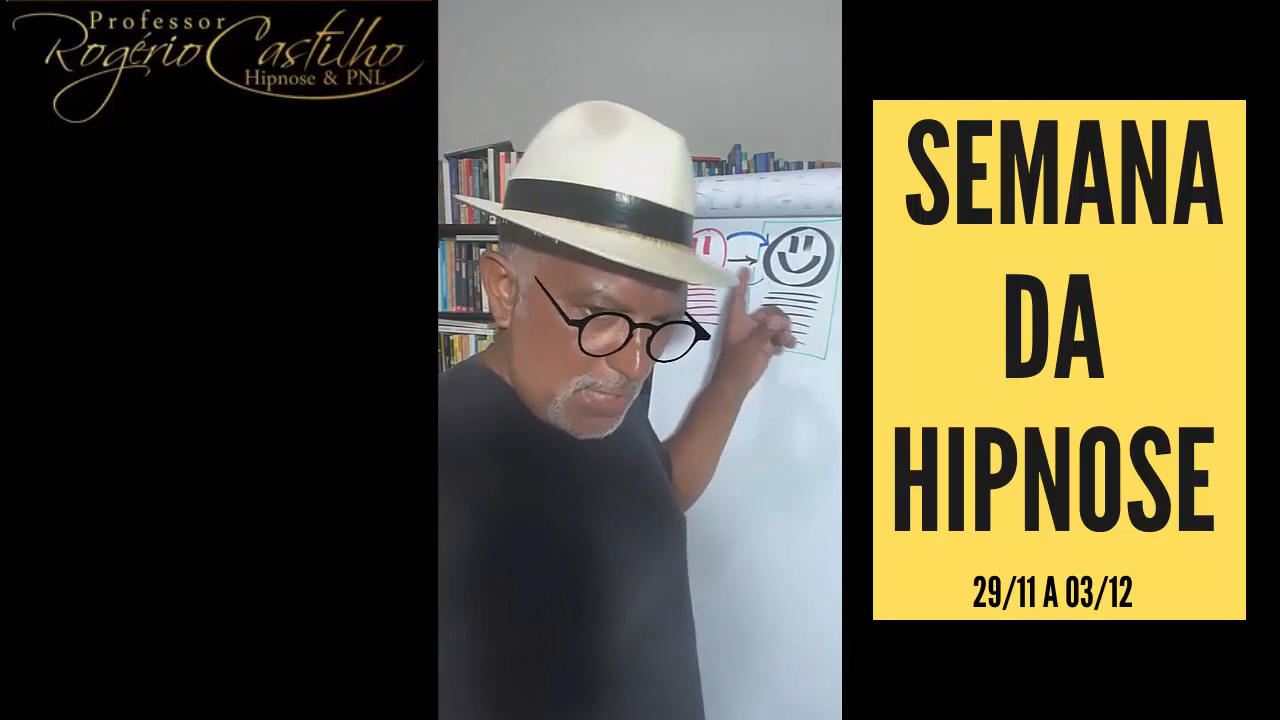 Professor
Rogério Castilho
Hipnose & PNL
SEMANA
DA
HIPNOSE
29/11 A 03/12